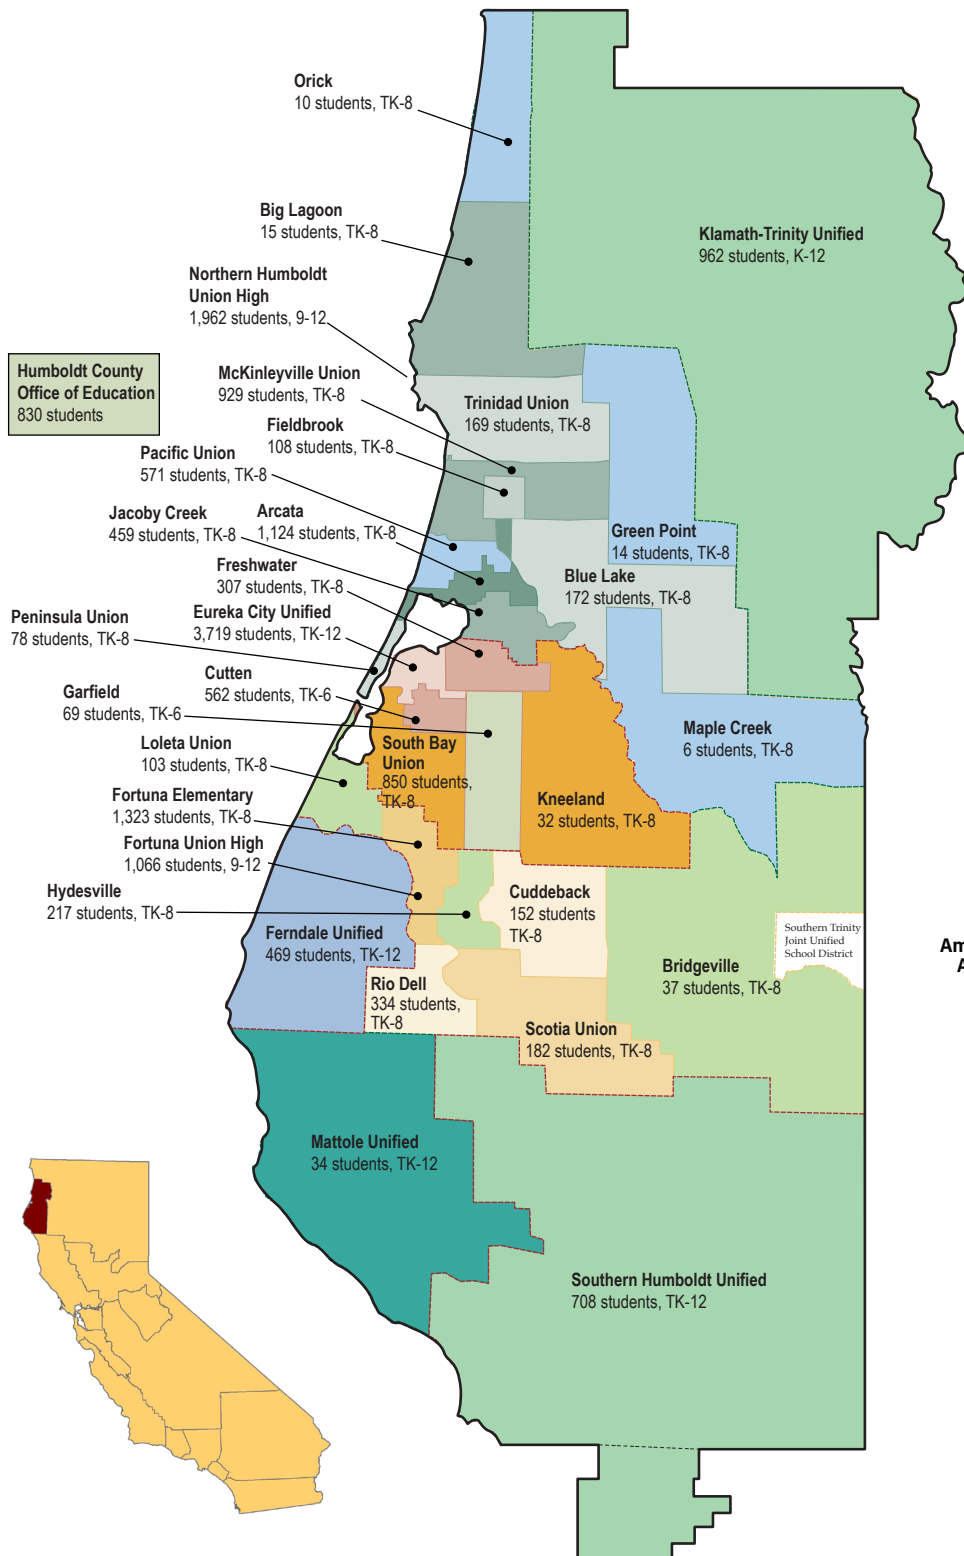 Orick
10 students, TK-8
Big Lagoon
15 students, TK-8
Klamath-Trinity Unified
962 students, K-12
Northern Humboldt
Union High
1,962 students, 9-12
Humboldt County
Office of Education
830 students
McKinleyville Union
929 students, TK-8
Trinidad Union
169 students, TK-8
Fieldbrook
108 students, TK-8
Pacific Union
571 students, TK-8
Jacoby Creek
459 students, TK-8
Arcata
1,124 students, TK-8
Green Point
14 students, TK-8
Freshwater
307 students, TK-8
Blue Lake
172 students, TK-8
Peninsula Union
78 students, TK-8
Eureka City Unified
3,719 students, TK-12
Cutten
562 students, TK-6
Garfield
69 students, TK-6
Maple Creek
6 students, TK-8
Loleta Union
103 students, TK-8
South Bay
Union
850 students,
TK-8
Fortuna Elementary
1,323 students, TK-8
Kneeland
32 students, TK-8
Fortuna Union High
1,066 students, 9-12
Hydesville
217 students, TK-8
Cuddeback
152 students
TK-8
Ferndale Unified
469 students, TK-12
Southern Trinity
Joint Unified
School District
Am
A
Bridgeville
37 students, TK-8
Rio Dell
334 students,
TK-8
Scotia Union
182 students, TK-8
Mattole Unified
34 students, TK-12
Southern Humboldt Unified
708 students, TK-12